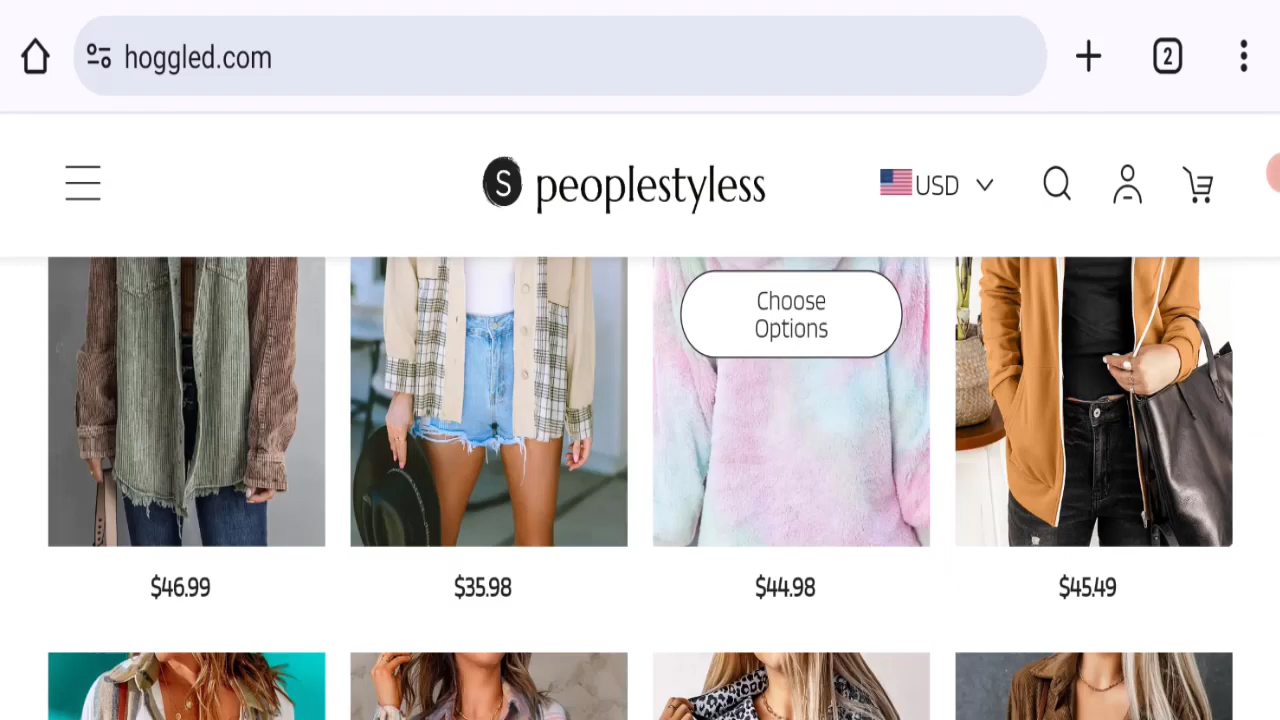 hoggled.com
2
S peoplestyless
USD
Choose
Options
$46.99
$35.98
$44.98
$45.49